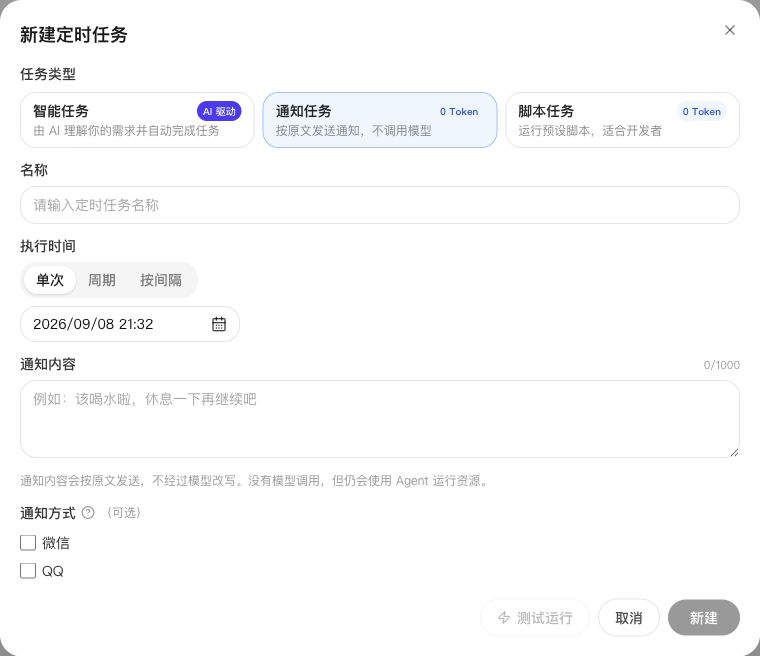 新建定时任务
任务类型
智能任务 AI 驱动
由 AI 理解你的需求并自动完成任务
通知任务 0 Token
按原文发送通知，不调用模型
脚本任务 0 Token
运行预设脚本，适合开发者
名称
请输入定时任务名称
执行时间
单次 周期 按间隔
2026/09/08 21:32
通知内容 0/1000
例如：该喝水啦，休息一下再继续吧
通知内容会按原文发送，不经过模型改写。没有模型调用，但仍会使用 Agent 运行资源。
通知方式 ? （可选）
微信
QQ
测试运行 取消 新建